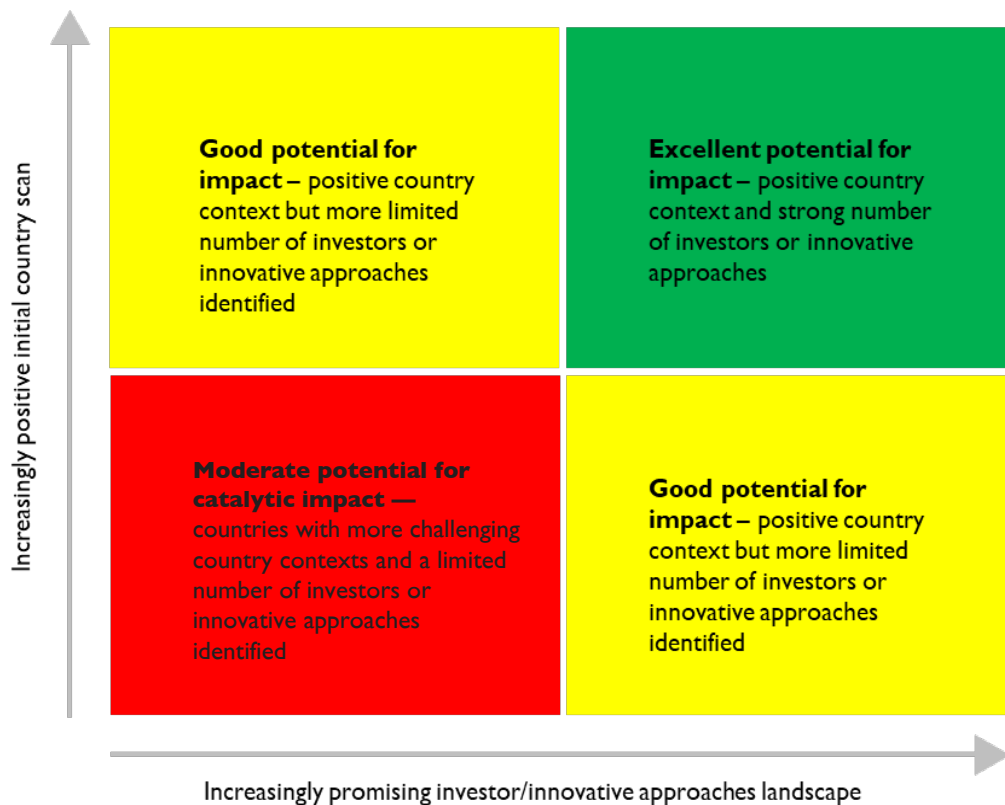 Increasingly positive initial country scan
Good potential for
impact – positive country
context but more limited
number of investors or
innovative approaches
identified
Excellent potential for
impact – positive country
context and strong number
of investors or innovative
approaches
Moderate potential for
catalytic impact —
countries with more challenging
country contexts and a limited
number of investors or
innovative approaches
identified
Good potential for
impact – positive country
context but more limited
number of investors or
innovative approaches
identified
Increasingly promising investor/innovative approaches landscape